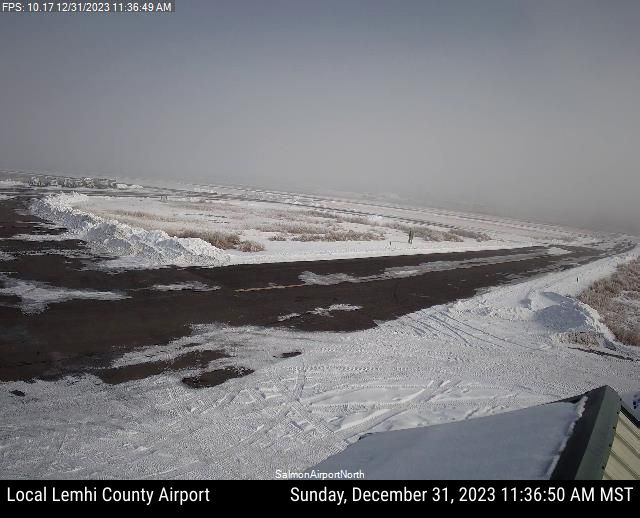 FPS: 10.17 12/31/2023 11:36:49 AM
SalmonAirportNorth
Local Lemhi County Airport Sunday, December 31, 2023 11:36:50 AM MST